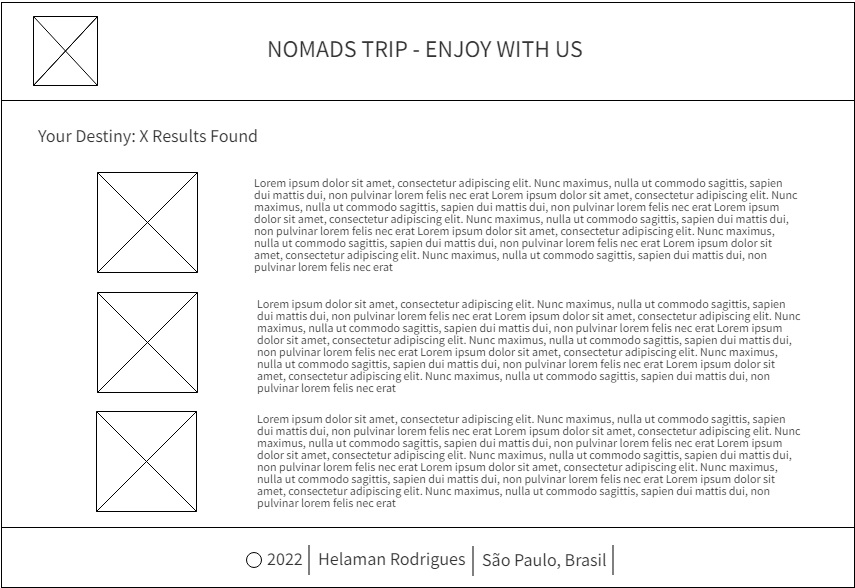 NOMADS TRIP - ENJOY WITH US
Your Destiny: X Results Found
Lorem ipsum dolor sit amet, consectetur adipiscing elit. Nunc maximus, nulla ut commodo sagittis, sapien
dui mattis dui, non pulvinar lorem felis nec erat Lorem ipsum dolor sit amet, consectetur adipiscing elit. Nunc
maximus, nulla ut commodo sagittis, sapien dui mattis dui, non pulvinar lorem felis nec erat Lorem ipsum
dolor sit amet, consectetur adipiscing elit. Nunc maximus, nulla ut commodo sagittis, sapien dui mattis dui,
non pulvinar lorem felis nec erat Lorem ipsum dolor sit amet, consectetur adipiscing elit. Nunc maximus,
nulla ut commodo sagittis, sapien dui mattis dui, non pulvinar lorem felis nec erat Lorem ipsum dolor sit
amet, consectetur adipiscing elit. Nunc maximus, nulla ut commodo sagittis, sapien dui mattis dui, non
pulvinar lorem felis nec erat
Lorem ipsum dolor sit amet, consectetur adipiscing elit. Nunc maximus, nulla ut commodo sagittis, sapien
dui mattis dui, non pulvinar lorem felis nec erat Lorem ipsum dolor sit amet, consectetur adipiscing elit. Nunc
maximus, nulla ut commodo sagittis, sapien dui mattis dui, non pulvinar lorem felis nec erat Lorem ipsum
dolor sit amet, consectetur adipiscing elit. Nunc maximus, nulla ut commodo sagittis, sapien dui mattis dui,
non pulvinar lorem felis nec erat Lorem ipsum dolor sit amet, consectetur adipiscing elit. Nunc maximus,
nulla ut commodo sagittis, sapien dui mattis dui, non pulvinar lorem felis nec erat Lorem ipsum dolor sit
amet, consectetur adipiscing elit. Nunc maximus, nulla ut commodo sagittis, sapien dui mattis dui, non
pulvinar lorem felis nec erat
Lorem ipsum dolor sit amet, consectetur adipiscing elit. Nunc maximus, nulla ut commodo sagittis, sapien
dui mattis dui, non pulvinar lorem felis nec erat Lorem ipsum dolor sit amet, consectetur adipiscing elit. Nunc
maximus, nulla ut commodo sagittis, sapien dui mattis dui, non pulvinar lorem felis nec erat Lorem ipsum
dolor sit amet, consectetur adipiscing elit. Nunc maximus, nulla ut commodo sagittis, sapien dui mattis dui,
non pulvinar lorem felis nec erat Lorem ipsum dolor sit amet, consectetur adipiscing elit. Nunc maximus,
nulla ut commodo sagittis, sapien dui mattis dui, non pulvinar lorem felis nec erat Lorem ipsum dolor sit
amet, consectetur adipiscing elit. Nunc maximus, nulla ut commodo sagittis, sapien dui mattis dui, non
pulvinar lorem felis nec erat
2022 | Helaman Rodrigues | São Paulo, Brasil |